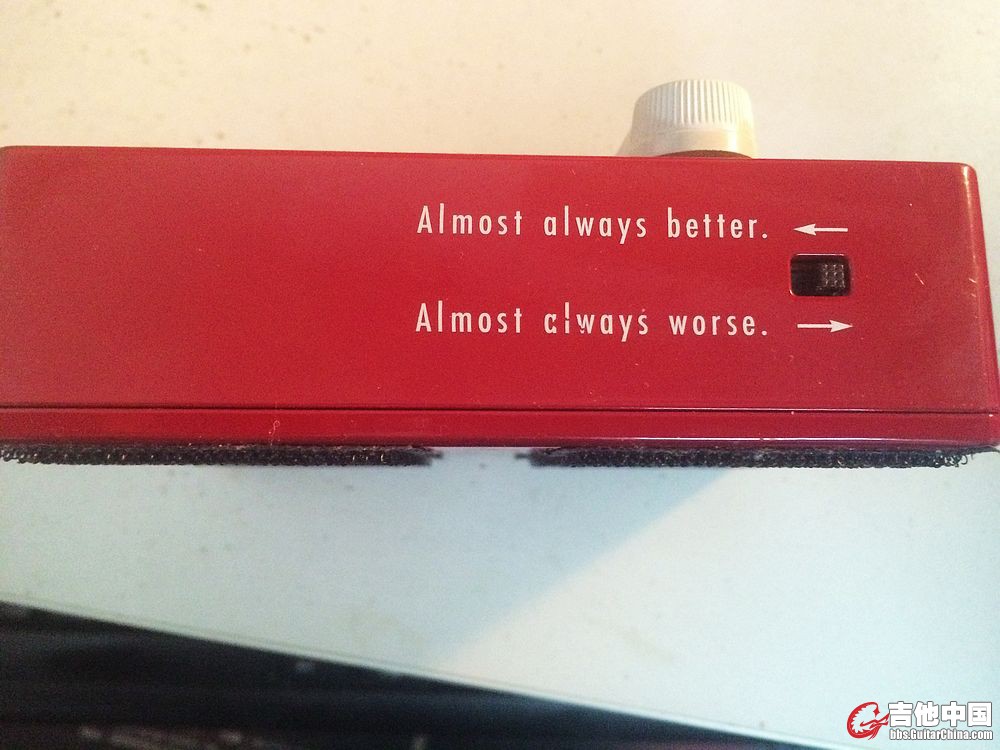 Almost always better.
Almost always worse.
吉他中国
bbs.GuitarChina.com